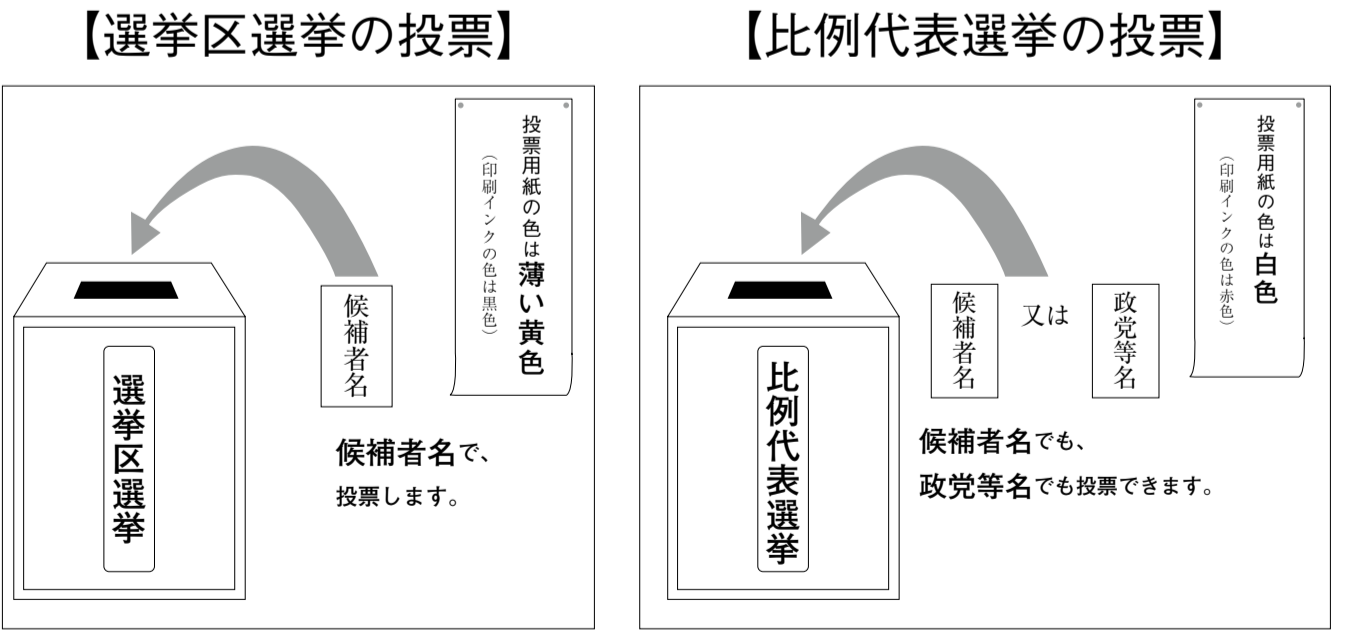 【選挙区選挙の投票】
投票用紙の色は薄い黄色
（印刷インクの色は黒色）
候補者名
選挙区選挙
候補者名で、
投票します。
【比例代表選挙の投票】
投票用紙の色は白色
（印刷インクの色は赤色）
候補者名
又は
政党等名
比例代表選挙
候補者名でも、
政党等名でも投票できます。